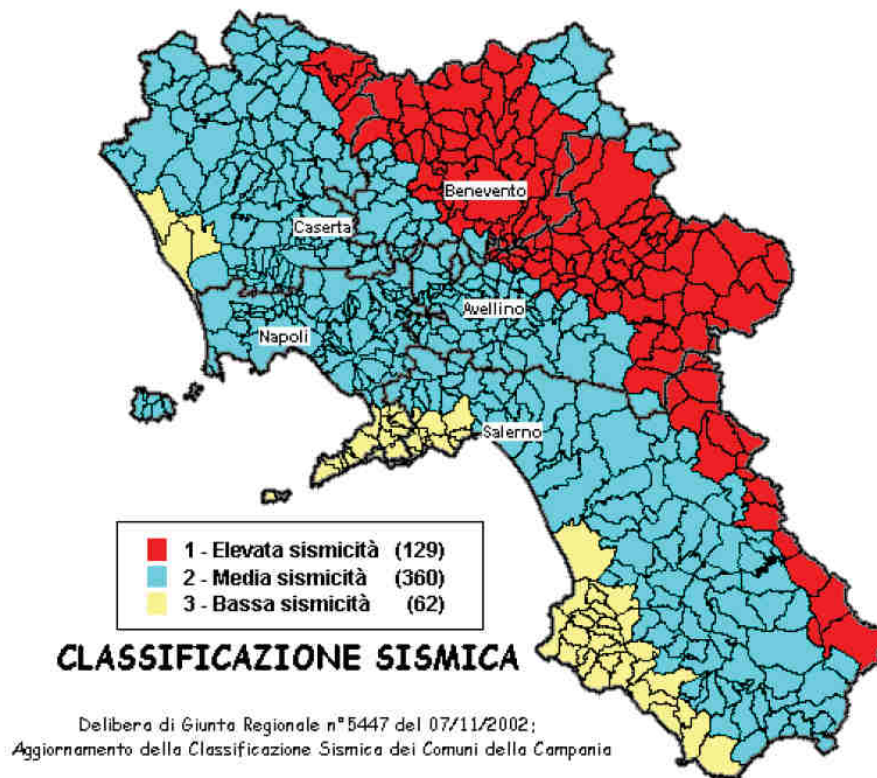 Benevento
Caserta
Avellino
Napoli
Salerno
1 - Elevata sismicità (129)
2 - Media sismicità (360)
3 - Bassa sismicità (62)
CLASSIFICAZIONE SISMICA
Delibera di Giunta Regionale n°5447 del 07/11/2002;
Aggiornamento della Classificazione Sismica dei Comuni della Campania